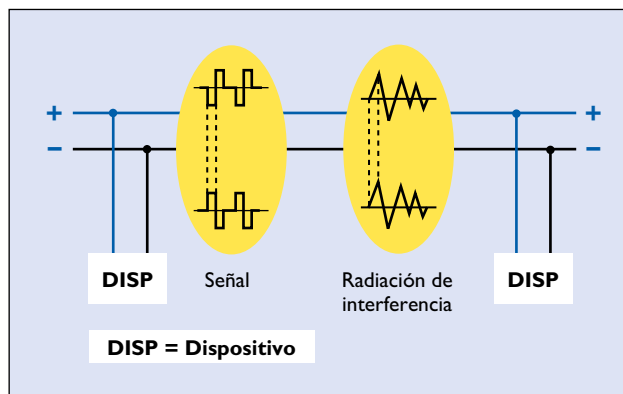 + +
– –
DISP Señal Radiación de interferencia DISP
DISP = Dispositivo